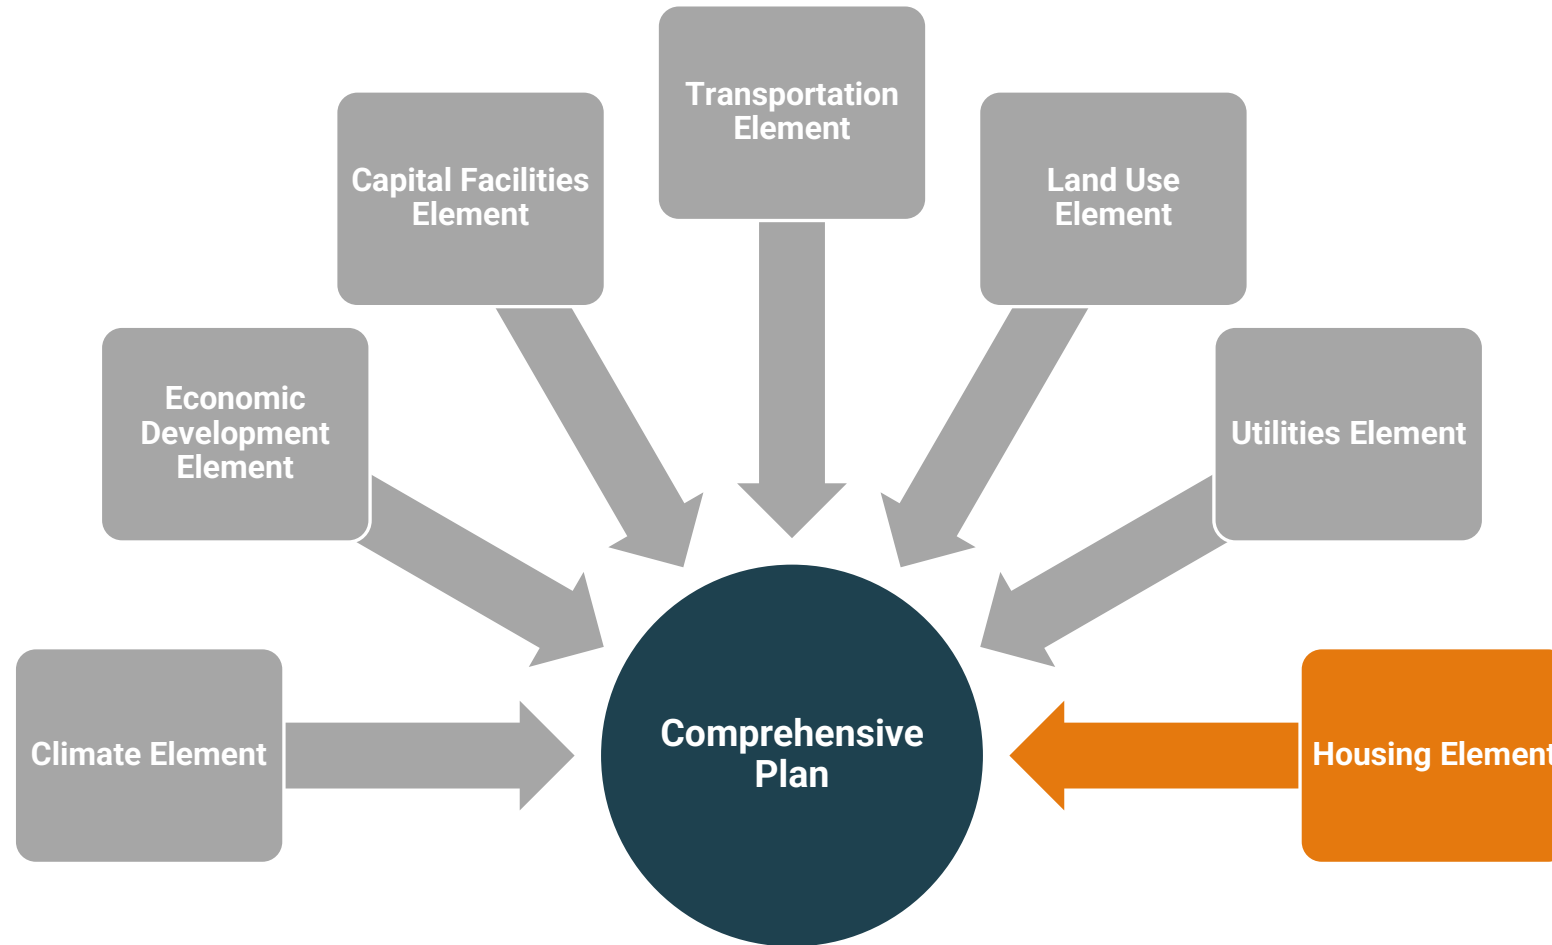 Transportation
Element
Capital Facilities
Element
Land Use
Element
Economic
Development
Element
Utilities Element
Climate Element
Comprehensive
Plan
Housing Element